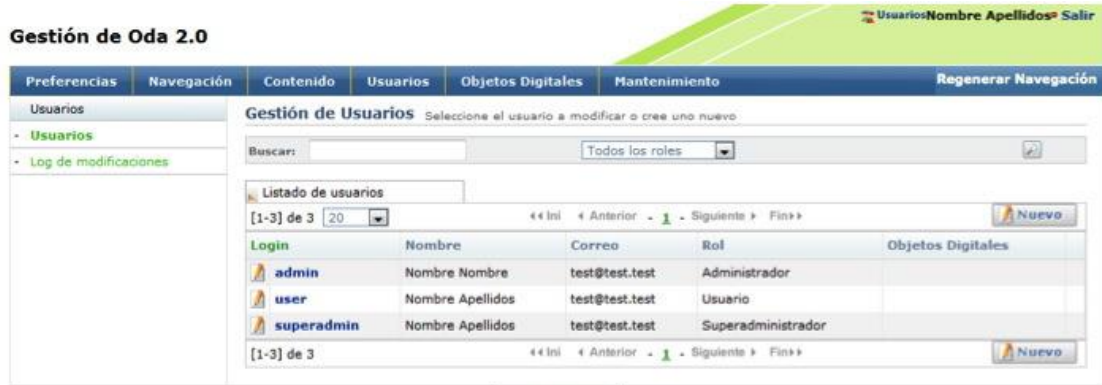 UsuariosNombre Apellidos Salir
Gestión de Oda 2.0
Preferencias Navegación Contenido Usuarios Objetos Digitales Mantenimiento Regenerar Navegación
Usuarios
Usuarios
Log de modificaciones
Gestión de Usuarios Seleccione el usuario a modificar o cree uno nuevo
Buscar: Todos los roles
Listado de usuarios
[1-3] de 3 20 Ini Anterior - 1 - Siguiente Fin Nuevo
Login Nombre Correo Rol Objetos Digitales
admin Nombre Nombre test@test.test Administrador
user Nombre Apellidos test@test.test Usuario
superadmin Nombre Apellidos test@test.test Superadministrador
[1-3] de 3 Ini Anterior - 1 - Siguiente Fin Nuevo